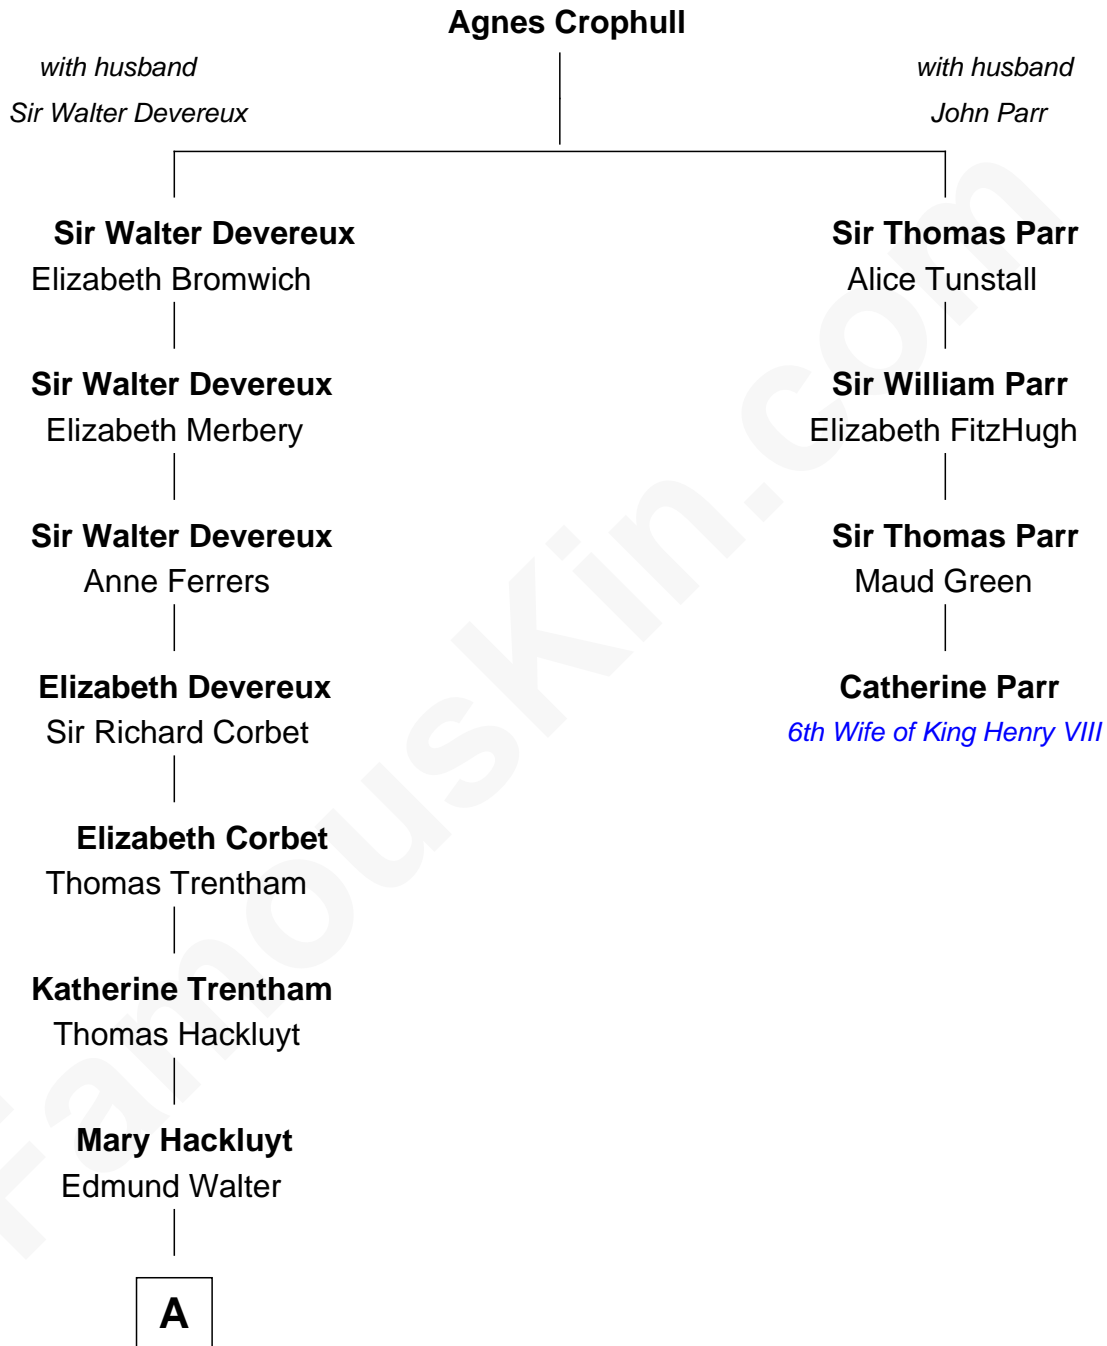 Agnes Crophull
with husband
Sir Walter Devereux
with husband
John Parr
Sir Walter Devereux
Elizabeth Bromwich
Sir Thomas Parr
Alice Tunstall
Sir Walter Devereux
Elizabeth Merbery
Sir William Parr
Elizabeth FitzHugh
Sir Walter Devereux
Anne Ferrers
Sir Thomas Parr
Maud Green
Elizabeth Devereux
Sir Richard Corbet
Catherine Parr
6th Wife of King Henry VIII
Elizabeth Corbet
Thomas Trentham
Katherine Trentham
Thomas Hackluyt
Mary Hackluyt
Edmund Walter
A
FamousKin.com